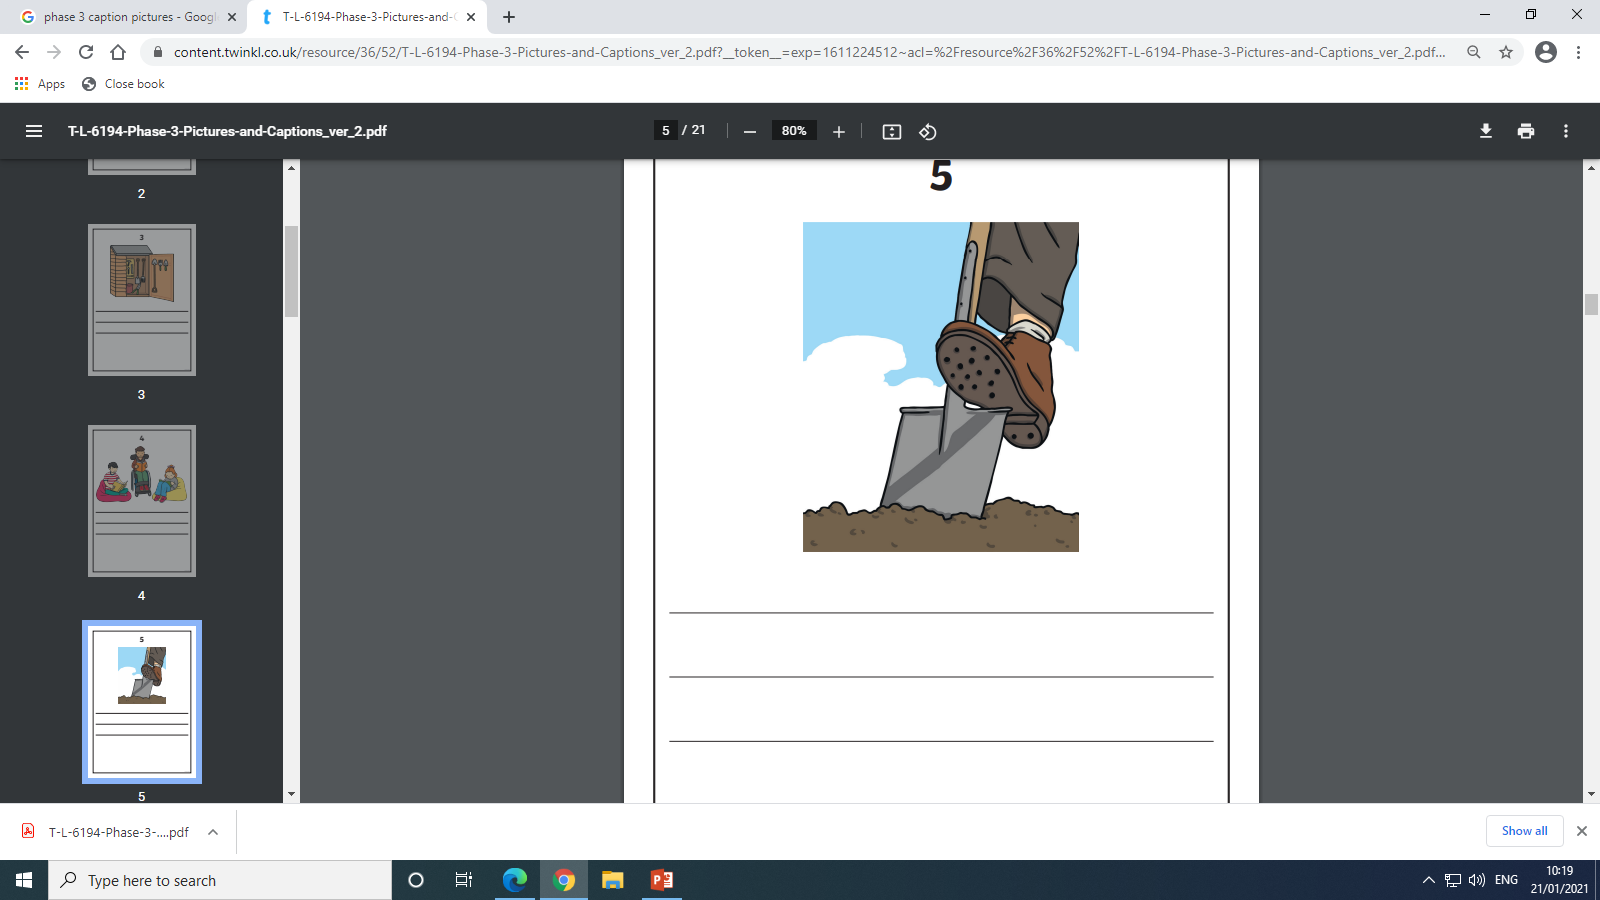 phase 3 caption pictures - Googl
T-L-6194-Phase-3-Pictures-and-C
content.twinkl.co.uk/resource/36/52/T-L-6194-Phase-3-Pictures-and-Captions_ver_2.pdf?__token__=exp=1611224512~acl=%2Fresource%2F36%2F52%2FT-L-6194-Phase-3-Pictures-and-Captions_ver_2.pdf...
Apps
Close book
T-L-6194-Phase-3-Pictures-and-Captions_ver_2.pdf
5 / 21
80%
2
3
3
4
4
5
5
5
T-L-6194-Phase-3-....pdf
Show all
Type here to search
ENG
10:19
21/01/2021